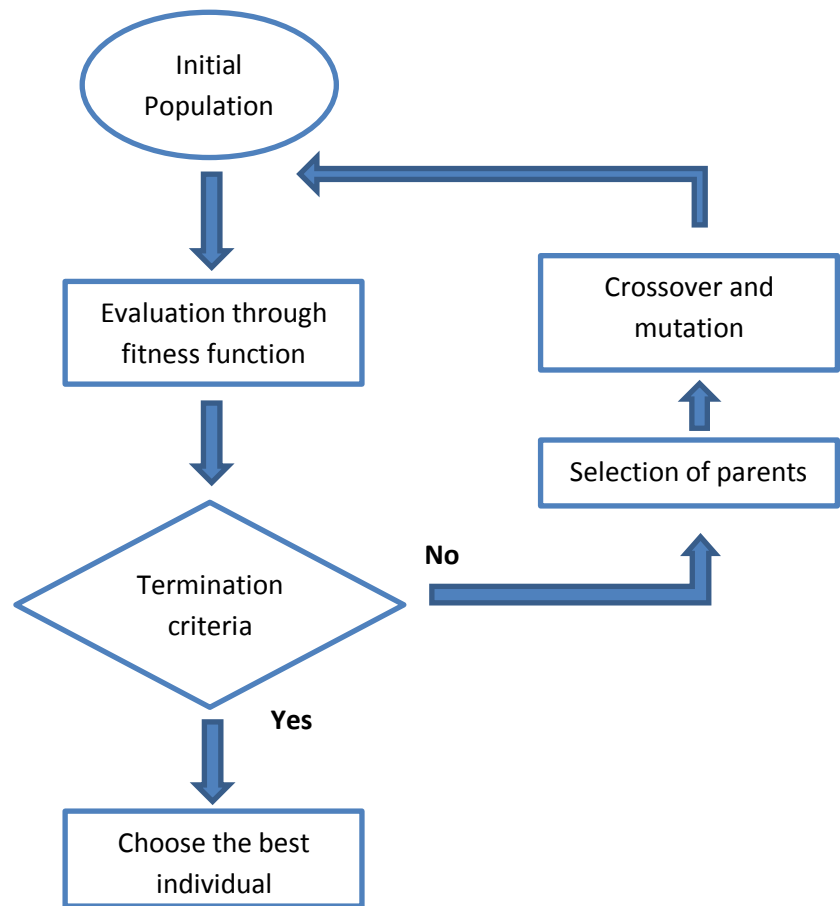 Initial
Population
Evaluation through
fitness function
Termination
criteria
No
Selection of parents
Crossover and
mutation
Yes
Choose the best
individual